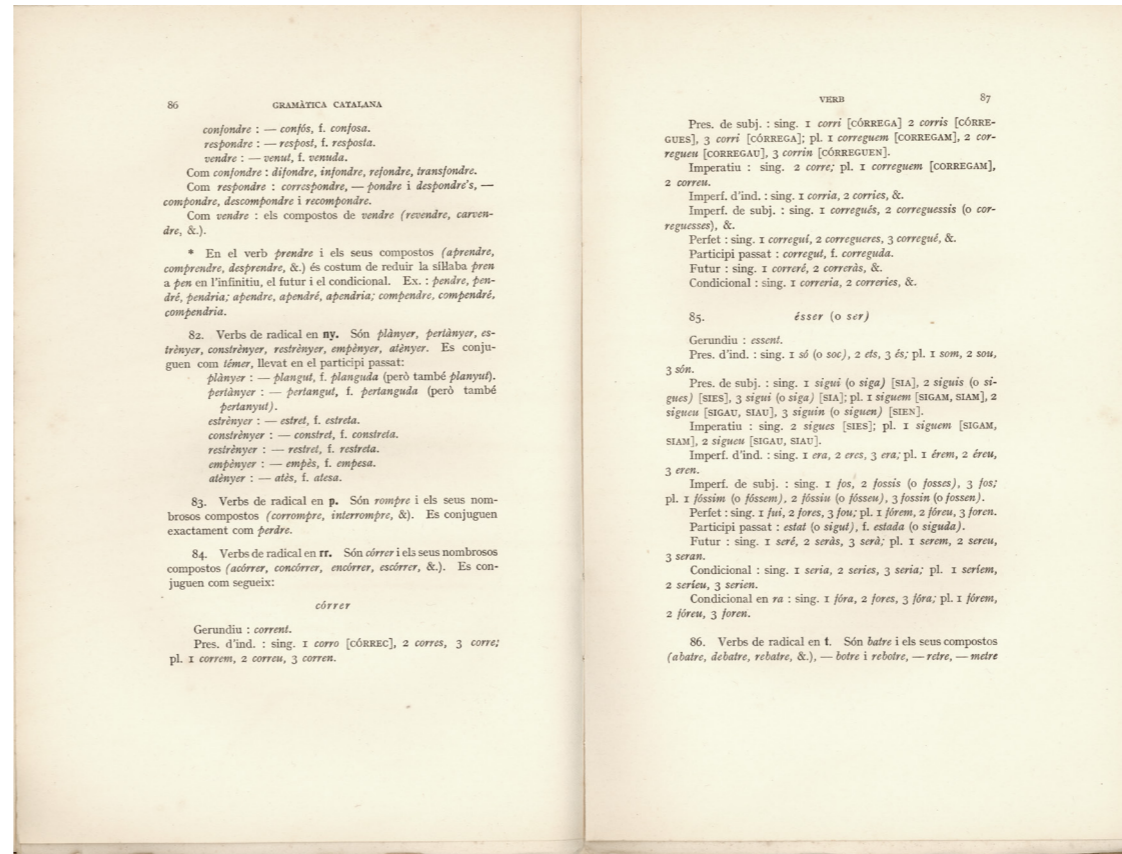 86 GRAMÀTICA CATALANA
confondre : — confós, f. confosa.
respondre : — respost, f. resposta.
vendre : — venut, f. venuda.
Com confondre : difondre, infondre, refondre, transfondre.
Com respondre : correspondre, — pondre i despondre's, —
compondre, descompondre i recompondre.
Com vendre : els compostos de vendre (revendre, carven-
dre, &.).
* En el verb prendre i els seus compostos (aprendre,
comprendre, desprendre, &.) és costum de reduir la síŀlaba pren
a pen en l'infinitiu, el futur i el condicional. Ex. : pendre, pen-
dré, pendria; apendre, apendré, apendria; compendre, compendré,
compendria.
82. Verbs de radical en ny. Són plànyer, pertànyer, es-
trènyer, constrènyer, restrènyer, empènyer, atènyer. Es conju-
guen com témer, llevat en el participi passat:
plànyer : — plangut, f. planguda (però també planyut).
pertànyer : — pertangut, f. pertanguda (però també
pertanyut).
estrènyer : — estret, f. estreta.
constrènyer : — constret, f. constreta.
restrènyer : — restret, f. restreta.
empènyer : — empès, f. empesa.
atènyer : — atès, f. atesa.
83. Verbs de radical en p. Són rompre i els seus nom-
brosos compostos (corrompre, interrompre, &). Es conjuguen
exactament com perdre.
84. Verbs de radical en rr. Són córrer i els seus nombrosos
compostos (acórrer, concórrer, encórrer, escórrer, &.). Es con-
juguen com segueix:
córrer
Gerundiu : corrent.
Pres. d'ind. : sing. 1 corro [CÓRREC], 2 corres, 3 corre;
pl. 1 correm, 2 correu, 3 corren.
VERB 87
Pres. de subj. : sing. 1 corri [CÓRREGA] 2 corris [CÓRRE-
GUES], 3 corri [CÓRREGA]; pl. 1 correguem [CORREGAM], 2 cor-
regueu [CORREGAU], 3 corrin [CÓRREGUEN].
Imperatiu : sing. 2 corre; pl. 1 correguem [CORREGAM],
2 correu.
Imperf. d'ind. : sing. 1 corria, 2 corries, &.
Imperf. de subj. : sing. 1 corregués, 2 correguessis (o cor-
reguesses), &.
Perfet : sing. 1 correguí, 2 corregueres, 3 corregué, &.
Participi passat : corregut, f. correguda.
Futur : sing. 1 correré, 2 correràs, &.
Condicional : sing. 1 correria, 2 correries, &.
85. ésser (o ser)
Gerundiu : essent.
Pres. d'ind. : sing. 1 só (o soc), 2 ets, 3 és; pl. 1 som, 2 sou,
3 són.
Pres. de subj. : sing. 1 sigui (o siga) [SIA], 2 siguis (o si-
gues) [SIES], 3 sigui (o siga) [SIA]; pl. 1 siguem [SIGAM, SIAM], 2
sigueu [SIGAU, SIAU], 3 siguin (o siguen) [SIEN].
Imperatiu : sing. 2 sigues [SIES]; pl. 1 siguem [SIGAM,
SIAM], 2 sigueu [SIGAU, SIAU].
Imperf. d'ind. : sing. 1 era, 2 eres, 3 era; pl. 1 érem, 2 éreu,
3 eren.
Imperf. de subj. : sing. 1 fos, 2 fossis (o fosses), 3 fos;
pl. 1 fóssim (o fóssem), 2 fóssiu (o fósseu), 3 fossin (o fossen).
Perfet : sing. 1 fui, 2 fores, 3 fou; pl. 1 fórem, 2 fóreu, 3 foren.
Participi passat : estat (o sigut), f. estada (o siguda).
Futur : sing. 1 seré, 2 seràs, 3 serà; pl. 1 serem, 2 sereu,
3 seran.
Condicional : sing. 1 seria, 2 series, 3 seria; pl. 1 seríem,
2 seríeu, 3 serien.
Condicional en ra : sing. 1 fóra, 2 fores, 3 fóra; pl. 1 fórem,
2 fóreu, 3 foren.
86. Verbs de radical en t. Són batre i els seus compostos
(abatre, debatre, rebatre, &.), — botre i rebotre, — retre, — metre